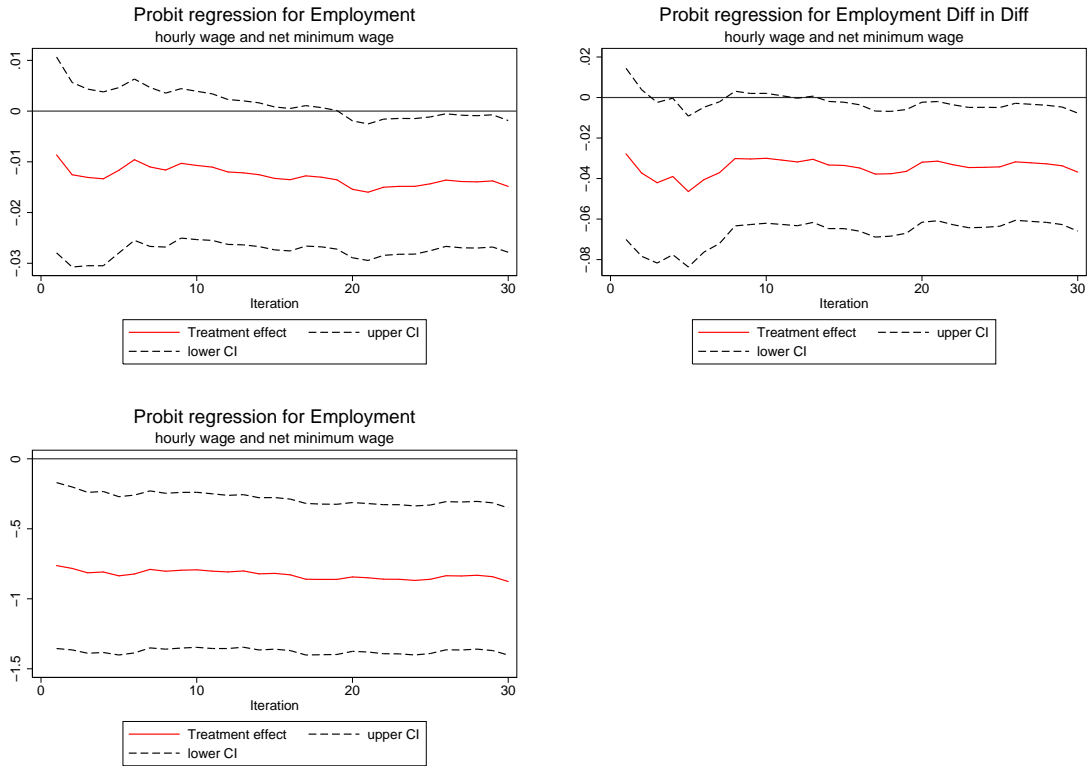 Probit regression for Employment
hourly wage and net minimum wage
.01
0
-.01
-.02
-.03
0
10
20
30
Iteration
Treatment effect
upper CI
lower CI
Probit regression for Employment Diff in Diff
hourly wage and net minimum wage
.02
0
-.02
-.04
-.06
-.08
0
10
20
30
Iteration
Treatment effect
upper CI
lower CI
Probit regression for Employment
hourly wage and net minimum wage
0
-.5
-1
-1.5
0
10
20
30
Iteration
Treatment effect
upper CI
lower CI